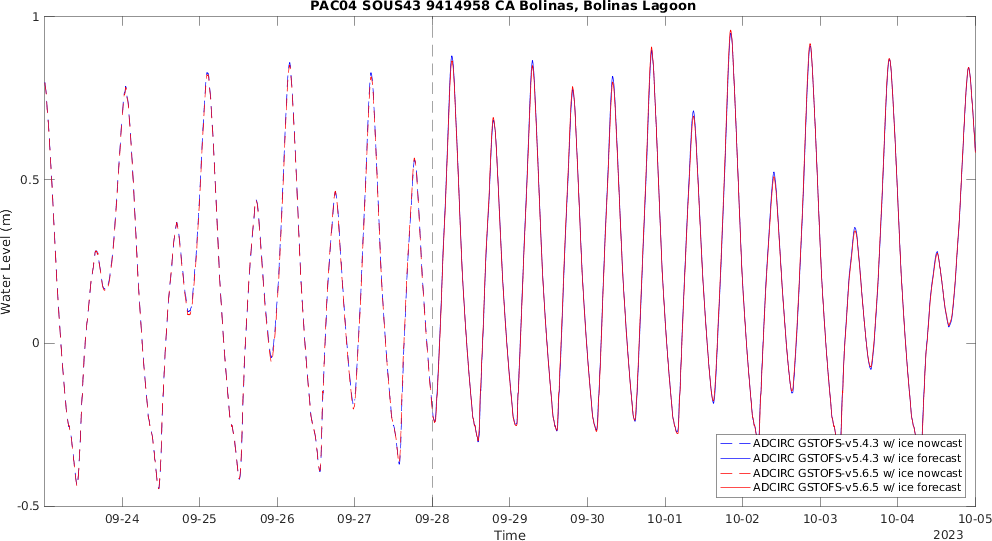 PAC04 SOUS43 9414958 CA Bolinas, Bolinas Lagoon
1
0.5
0
-0.5
Water Level (m)
09-24 09-25 09-26 09-27 09-28 09-29 09-30 10-01 10-02 10-03 10-04 10-05
Time
2023
ADCIRC GSTOFS-v5.4.3 w/ ice nowcast
ADCIRC GSTOFS-v5.4.3 w/ ice forecast
ADCIRC GSTOFS-v5.6.5 w/ ice nowcast
ADCIRC GSTOFS-v5.6.5 w/ ice forecast